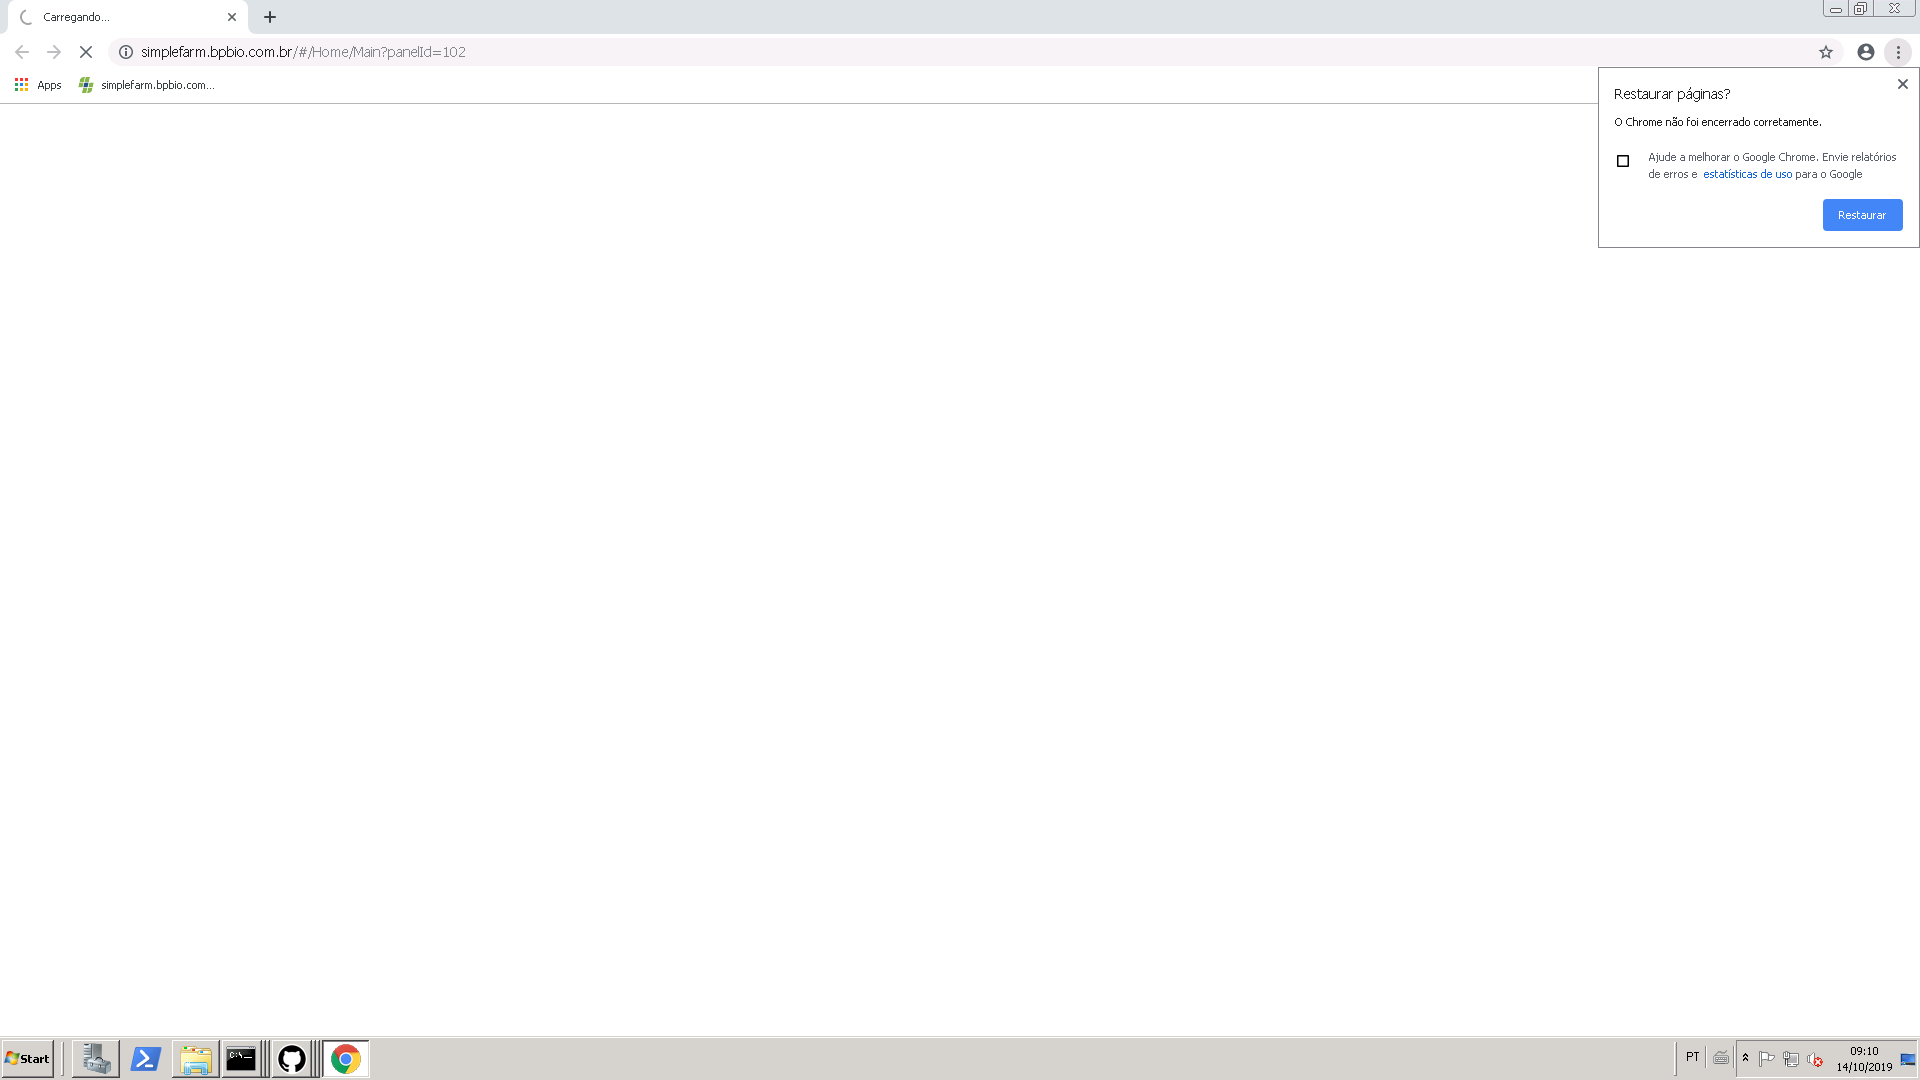 Carregando...
simplefarm.bpbio.com.br/#/Home/Main?panelId=102
Apps
simplefarm.bpbio.com...
Restaurar páginas?
O Chrome não foi encerrado corretamente.
Ajude a melhorar o Google Chrome. Envie relatórios
de erros e estatísticas de uso para o Google
Restaurar
Start
C:\._
PT
09:10
14/10/2019